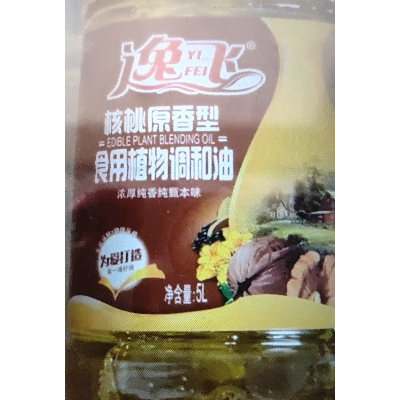 逸飞®
YI
FEI
核桃原香型
EDIBLE PLANT BLENDING OIL
食用植物调和油
浓厚纯香纯甄本味
为爱打造
净含量:5L